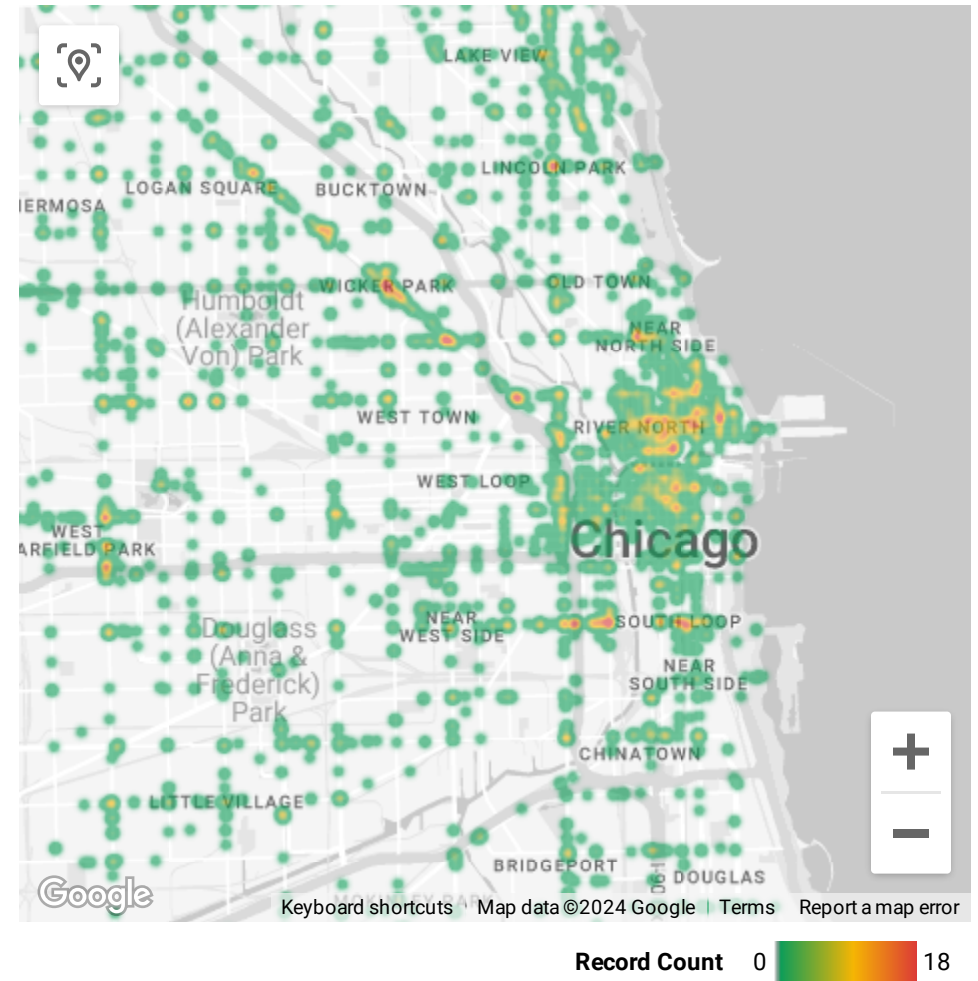 LAKE VIEW
LINCOLN PARK
LOGAN SQUARE
BUCKTOWN
HERMOSA
WICKER PARK
OLD TOWN
Humboldt
(Alexander
Von) Park
NEAR
NORTH SIDE
WEST TOWN
RIVER NORTH
WEST LOOP
WEST
ARFIELD PARK
Chicago
Douglass
(Anna &
Frederick)
Park
NEAR
WEST SIDE
SOUTH LOOP
NEAR
SOUTH SIDE
CHINATOWN
LITTLE VILLAGE
BRIDGEPORT
DOUGLAS
Google
Keyboard shortcuts
Map data ©2024 Google
Terms
Report a map error
Record Count 0 18